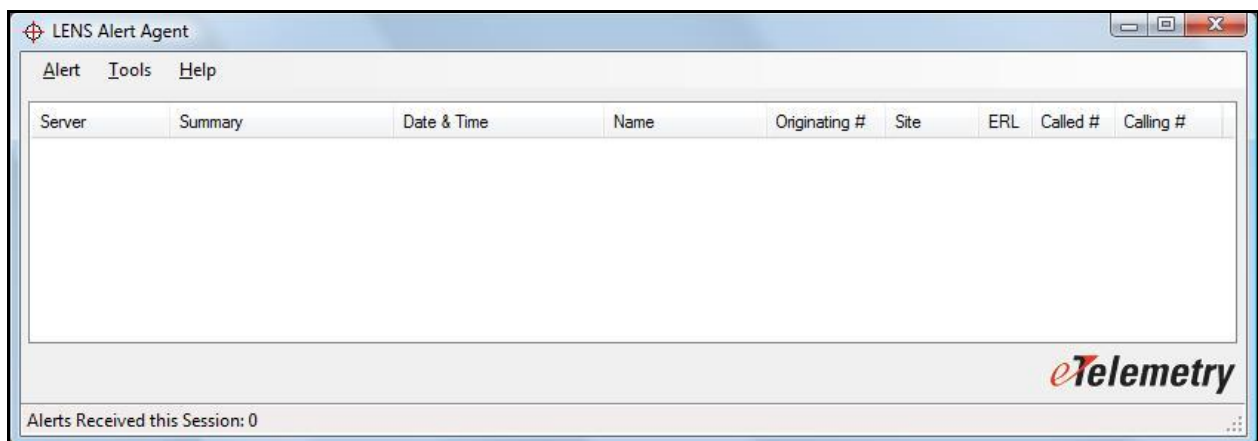 LENS Alert Agent
Alert Tools Help
Server Summary Date & Time Name Originating # Site ERL Called # Calling #
eTelemetry
Alerts Received this Session: 0